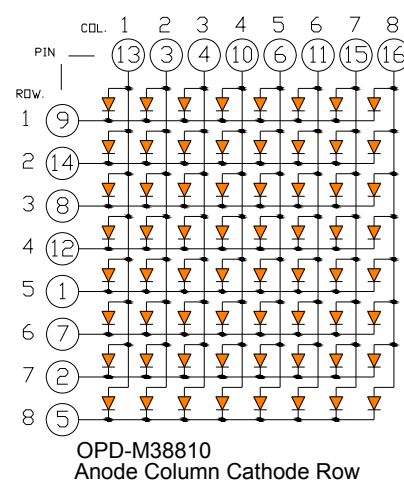 COL. 1 2 3 4 5 6 7 8
PIN 13 3 4 10 6 11 15 16
ROW.
1 9
2 14
3 8
4 12
5 1
6 7
7 2
8 5
OPD-M38810
Anode Column Cathode Row